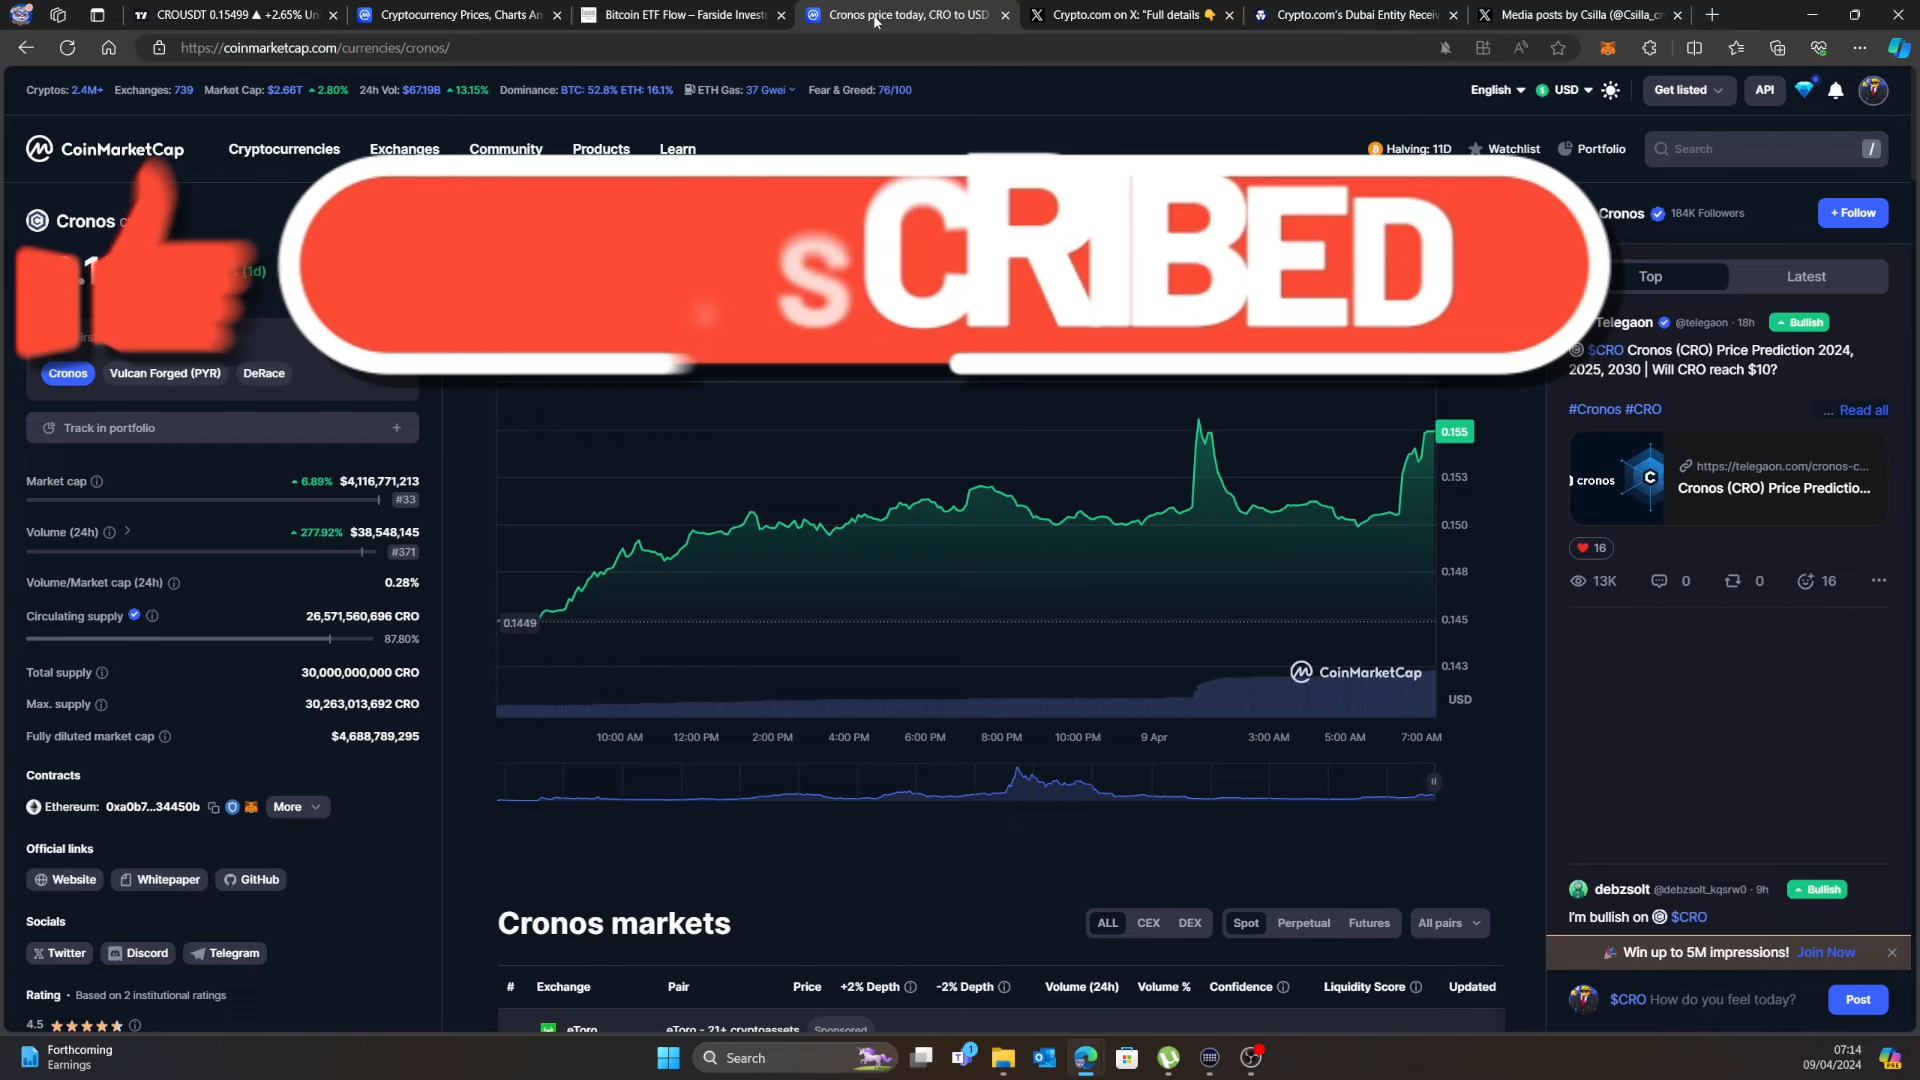 CROUSDT 0.15499 ▲ +2.65% Un
Cryptocurrency Prices, Charts An
Bitcoin ETF Flow – Farside Invest
Cronos price today, CRO to USD
Crypto.com on X: "Full details 👇
Crypto.com's Dubai Entity Recei
Media posts by Csilla (@Csilla_c
https://coinmarketcap.com/currencies/cronos/
Cryptos: 2.4M+ Exchanges: 739 Market Cap: $2.66T 2.80% 24h Vol: $67.19B 13.15% Dominance: BTC: 52.8% ETH: 16.1% ETH Gas: 37 Gwei Fear & Greed: 76/100
English USD Get listed API
CoinMarketCap Cryptocurrencies Exchanges Community Products Learn
Halving: 11D Watchlist Portfolio Search /
Cronos
Cronos 184K Followers + Follow
SCRIBED
(1d)
Top Latest
Telegaon @telegaon · 18h Bullish
$CRO Cronos (CRO) Price Prediction 2024,
2025, 2030 | Will CRO reach $10?
#Cronos #CRO ... Read all
cronos
https://telegaon.com/cronos-c...
Cronos (CRO) Price Predictio...
16
13K 0 0 16
Cronos Vulcan Forged (PYR) DeRace
Track in portfolio +
Market cap 6.89% $4,116,771,213
#33
Volume (24h) 277.92% $38,548,145
#371
Volume/Market cap (24h) 0.28%
Circulating supply 26,571,560,696 CRO
87.80%
Total supply 30,000,000,000 CRO
Max. supply 30,263,013,692 CRO
Fully diluted market cap $4,688,789,295
Contracts
Ethereum: 0xa0b7...34450b More
Official links
Website Whitepaper GitHub
Socials
Twitter Discord Telegram
Rating · Based on 2 institutional ratings
4.5
0.155
0.153
0.150
0.148
0.145
0.143
0.1449
CoinMarketCap
USD
10:00 AM 12:00 PM 2:00 PM 4:00 PM 6:00 PM 8:00 PM 10:00 PM 9 Apr 3:00 AM 5:00 AM 7:00 AM
Cronos markets
ALL CEX DEX Spot Perpetual Futures All pairs
# Exchange Pair Price +2% Depth -2% Depth Volume (24h) Volume % Confidence Liquidity Score Updated
eToro eToro - 21+ cryptoassets Sponsored
debzsolt @debzsolt_kqsrw0 · 9h Bullish
I'm bullish on $CRO
Win up to 5M impressions! Join Now
$CRO How do you feel today? Post
Forthcoming
Earnings
Search
1
07:14
09/04/2024